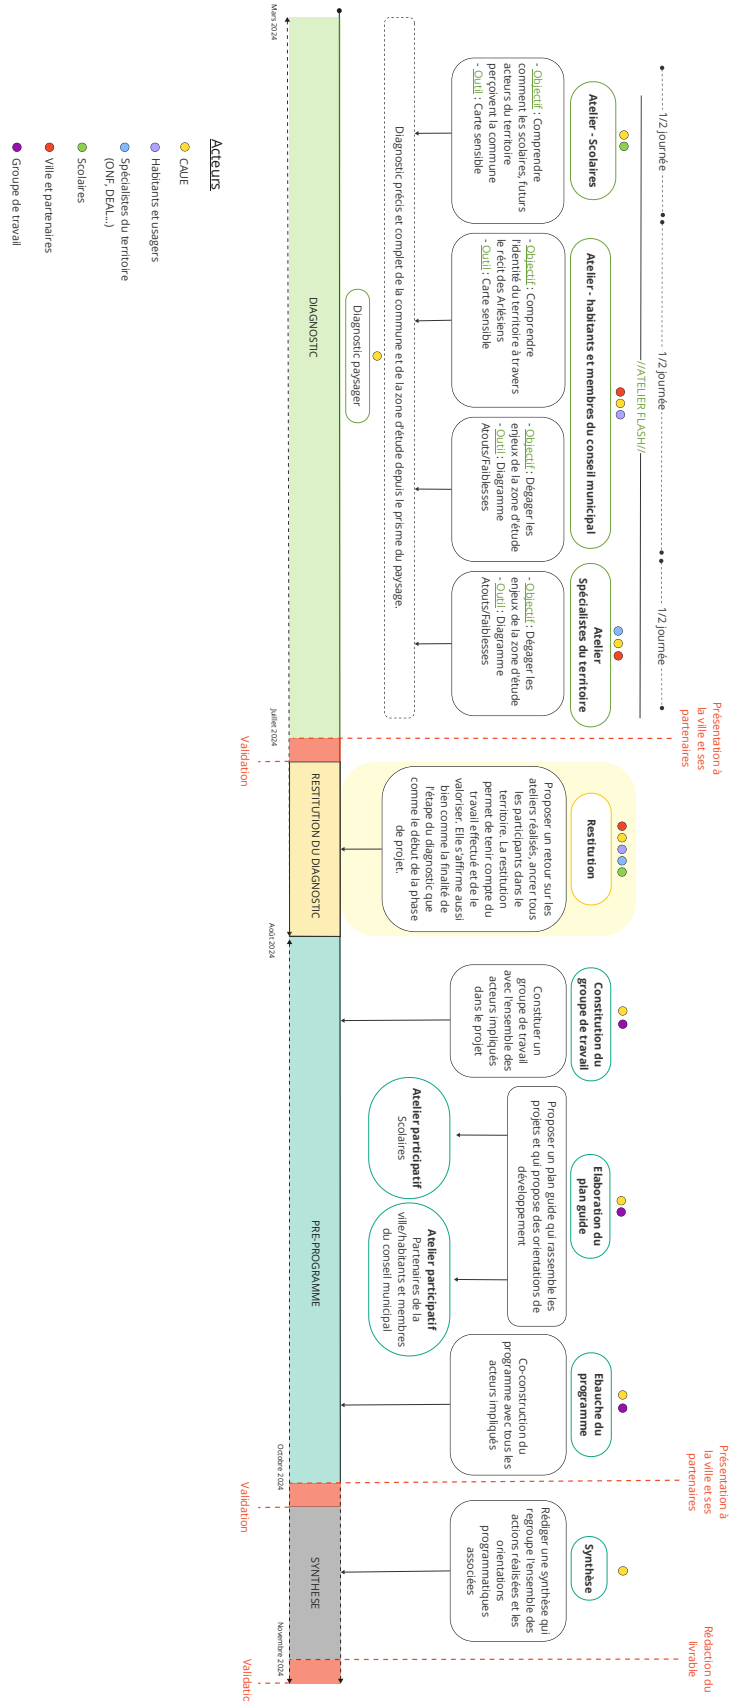 1/2 journée
1/2 journée
1/2 journée
//ATELIER FLASH//
Présentation à
la ville et ses
partenaires
Présentation à
la ville et ses
partenaires
Rédaction du
livrable
Atelier - Scolaires
- Objectif : Comprendre
comment les scolaires, futurs
acteurs du territoire
perçoivent la commune
- Outil : Carte sensible
Atelier - habitants et membres du conseil municipal
- Objectif : Comprendre
l'identité du territoire à travers
le récit des Arlésiens
- Outil : Carte sensible
- Objectif : Dégager les
enjeux de la zone d'étude
- Outil : Diagramme
Atouts/Faiblesses
Atelier
Spécialistes du territoire
- Objectif : Dégager les
enjeux de la zone d'étude
- Outil : Diagramme
Atouts/Faiblesses
Diagnostic précis et complet de la commune et de la zone d'étude depuis le prisme du paysage.
Diagnostic paysager
Restitution
Proposer un retour sur les
ateliers réalisés, ancrer tous
les participants dans le
territoire. La restitution
permet de tenir compte du
travail effectué et de le
valoriser. Elle s'affirme aussi
bien comme la finalité de
l'étape du diagnostic que
comme le début de la phase
de projet.
Constitution du
groupe de travail
Constituer un
groupe de travail
avec l'ensemble des
acteurs impliqués
dans le projet
Elaboration du
plan guide
Proposer un plan guide qui rassemble les
projets et qui propose des orientations de
développement
Atelier participatif
Scolaires
Atelier participatif
Partenaires de la
ville/habitants et membres
du conseil municipal
Ebauche du
programme
Co-construction du
programme avec tous les
acteurs impliqués
Synthèse
Rédiger une synthèse qui
regroupe l'ensemble des
actions réalisées et les
orientations
programmatiques
associées
DIAGNOSTIC
RESTITUTION DU DIAGNOSTIC
PRE-PROGRAMME
SYNTHESE
Mars 2024
Juillet 2024
Août 2024
Octobre 2024
Novembre 2024
Validation
Validation
Validatic
Acteurs
CAUE
Habitants et usagers
Spécialistes du territoire
(ONF, DEAL...)
Scolaires
Ville et partenaires
Groupe de travail